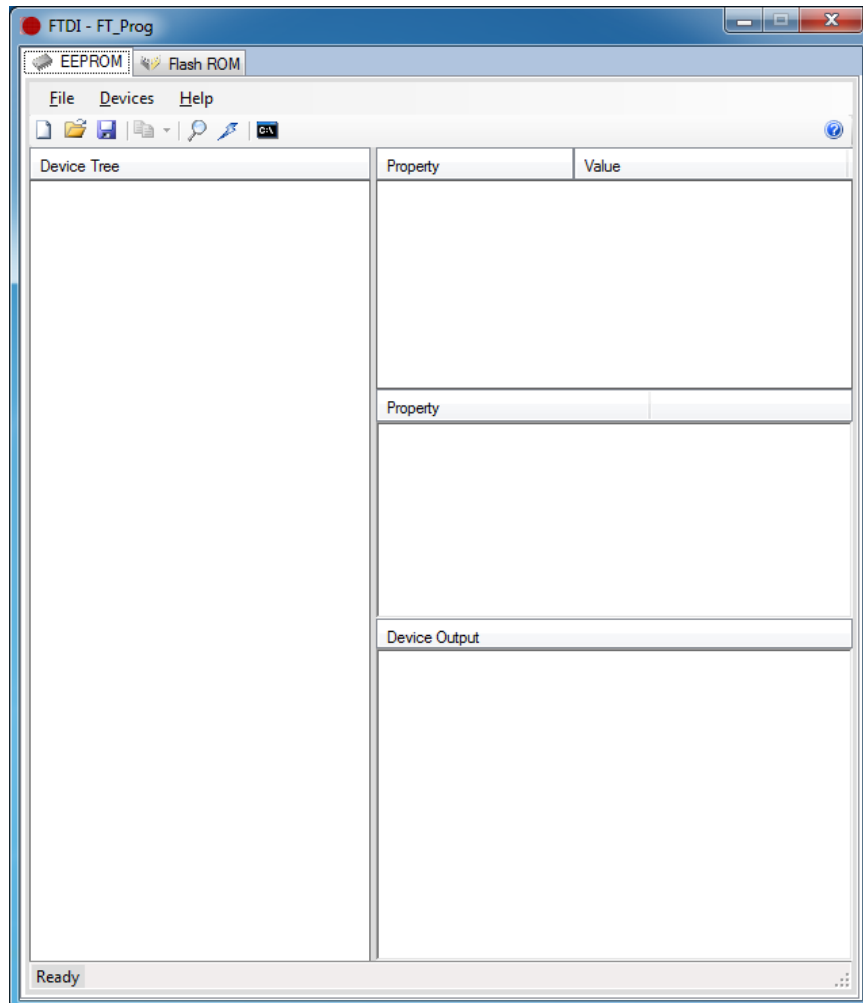 FTDI - FT_Prog
EEPROM Flash ROM
File Devices Help
C:\
Device Tree
Property Value
Property
Device Output
Ready